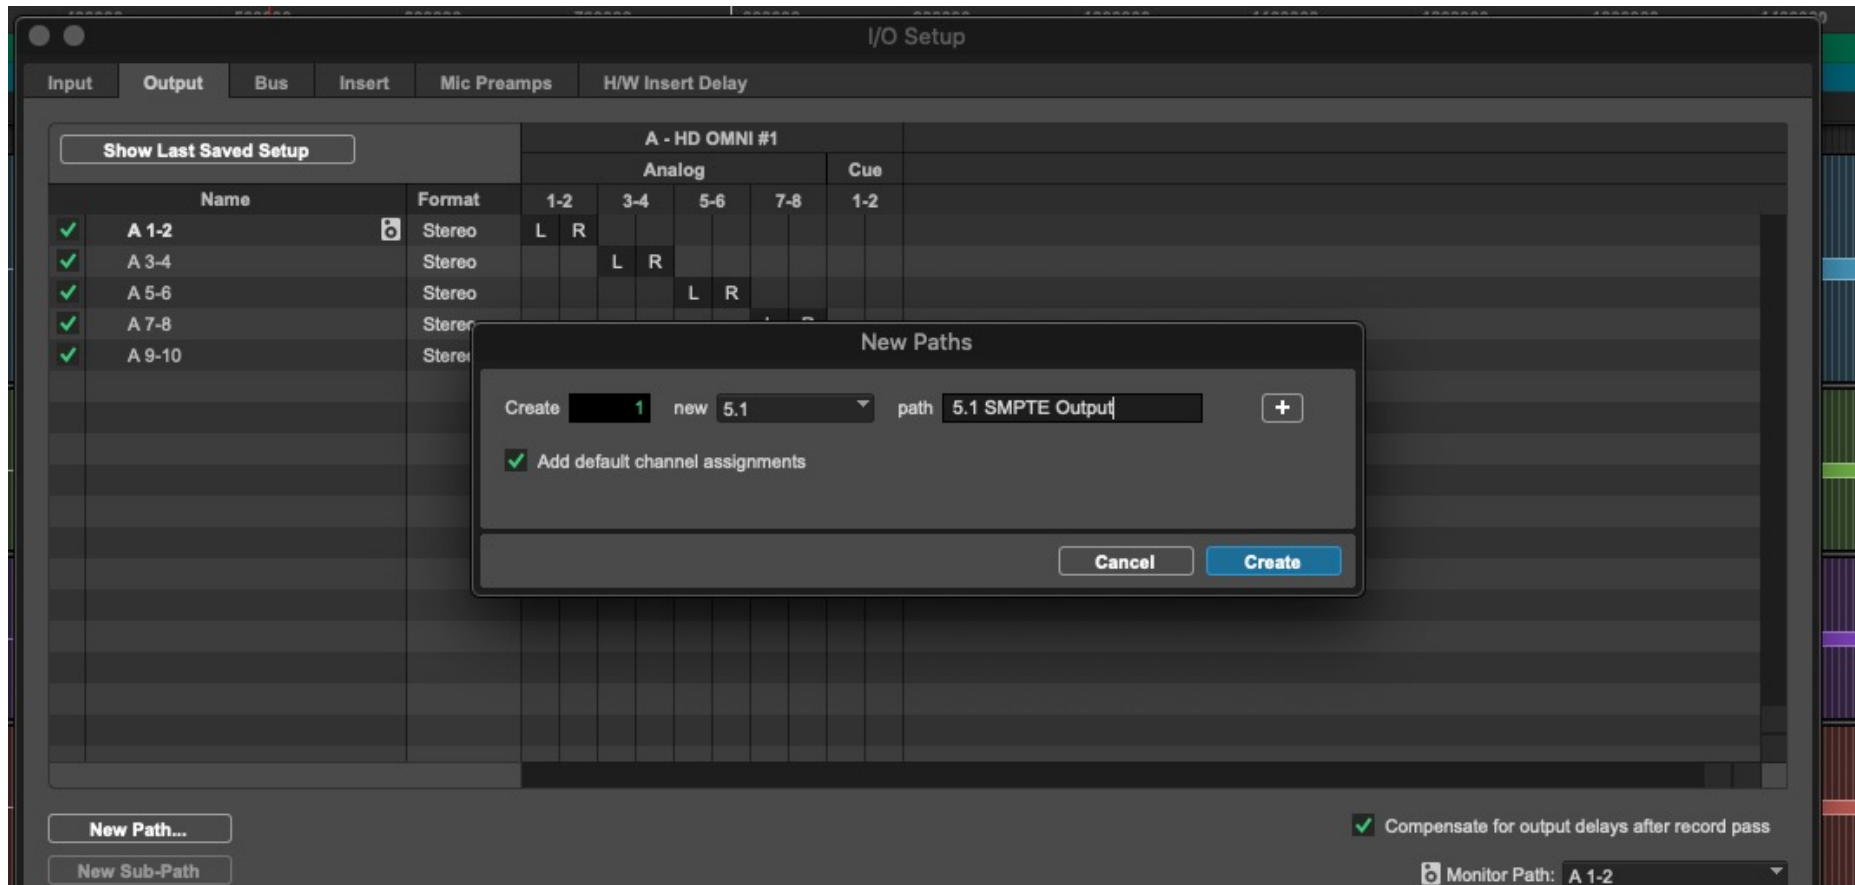 I/O Setup
Input Output Bus Insert Mic Preamps H/W Insert Delay
Show Last Saved Setup
A - HD OMNI #1
Analog Cue
Name Format 1-2 3-4 5-6 7-8 1-2
A 1-2 Stereo L R
A 3-4 Stereo L R
A 5-6 Stereo L R
A 7-8
A 9-10
New Paths
Create 1 new 5.1 path 5.1 SMPTE Output +
Add default channel assignments
Cancel Create
New Path... Compensate for output delays after record pass
New Sub-Path Monitor Path: A 1-2